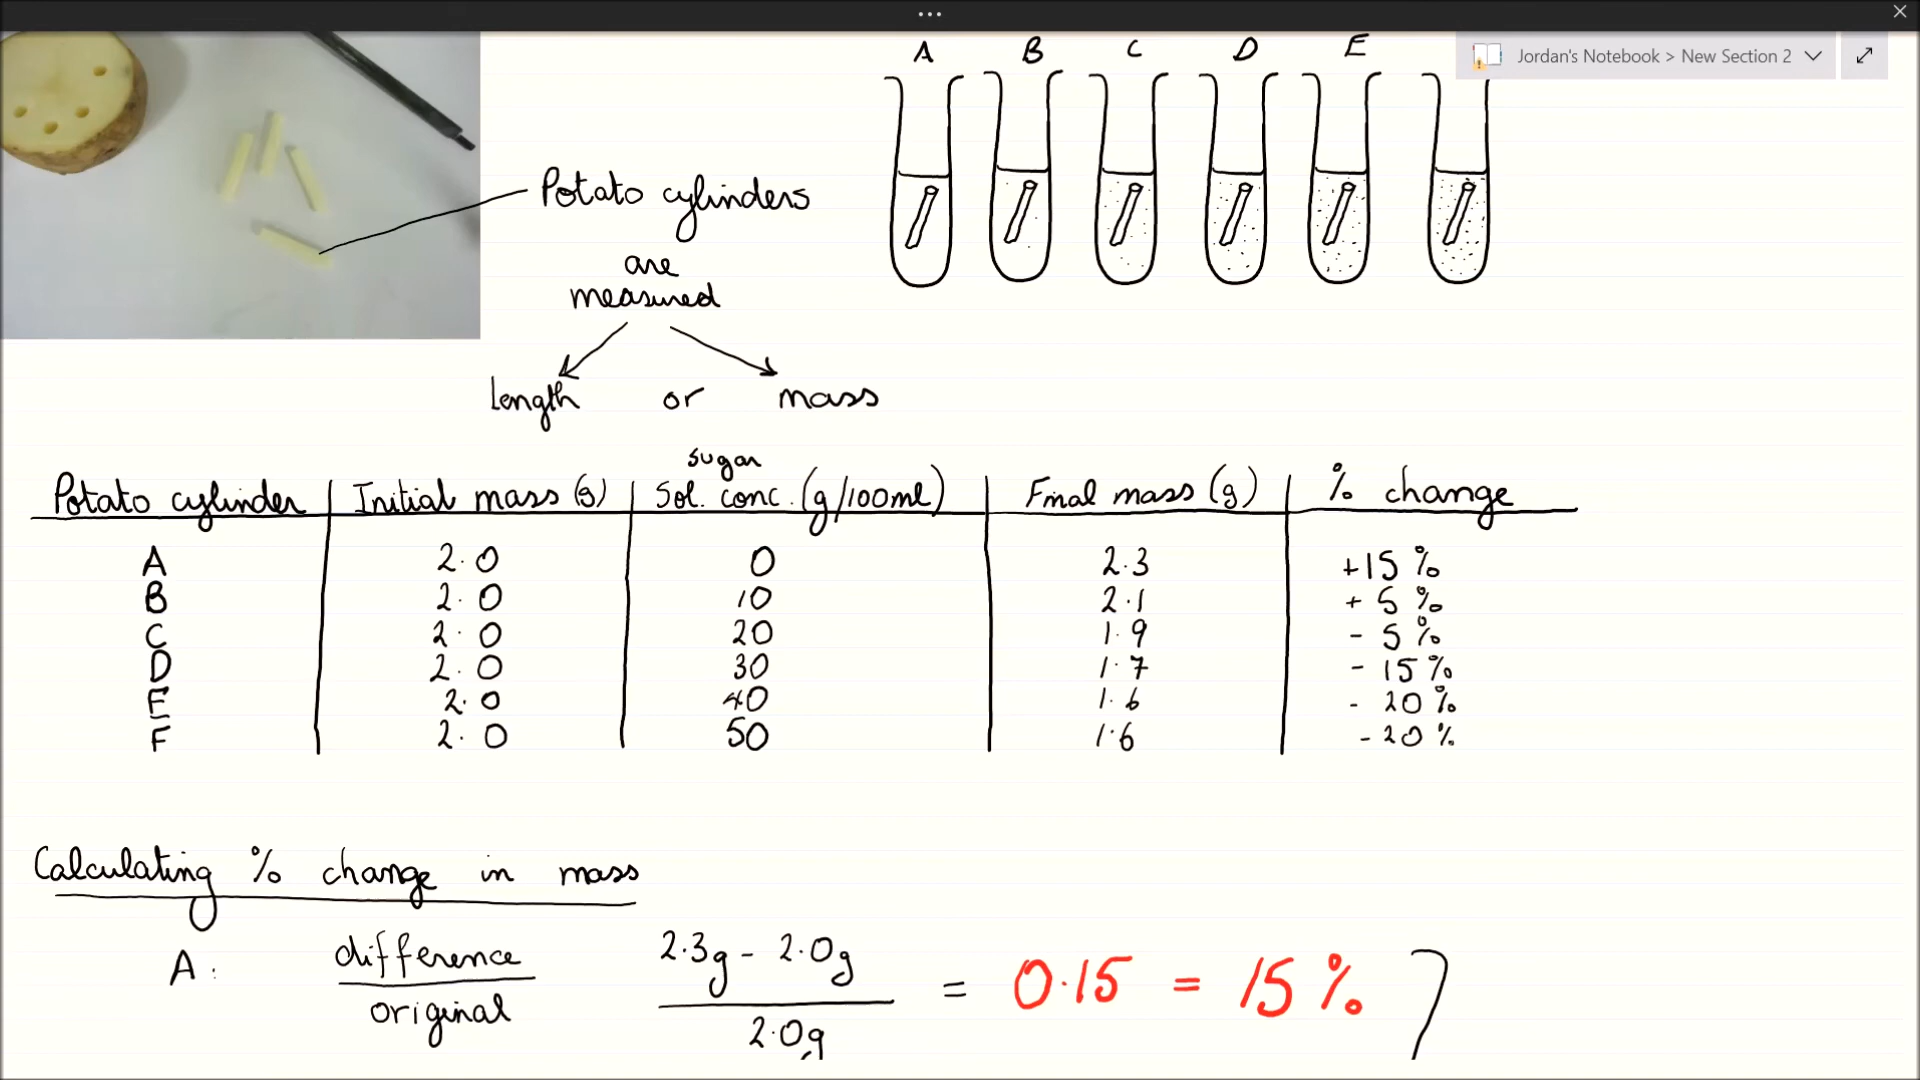 ...
Jordan's Notebook > New Section 2
A B C D E
Potato cylinders
are
measured
length or mass
Potato cylinder Initial mass (g) sugar Sol. conc. (g/100ml) Final mass (g) % change
A 2.0 0 2.3 +15 %
B 2.0 10 2.1 + 5 %
C 2.0 20 1.9 - 5 %
D 2.0 30 1.7 - 15 %
E 2.0 40 1.6 - 20 %
F 2.0 50 1.6 - 20 %
Calculating % change in mass
A: difference 2.3g - 2.0g = 0.15 = 15 %
original 2.0g